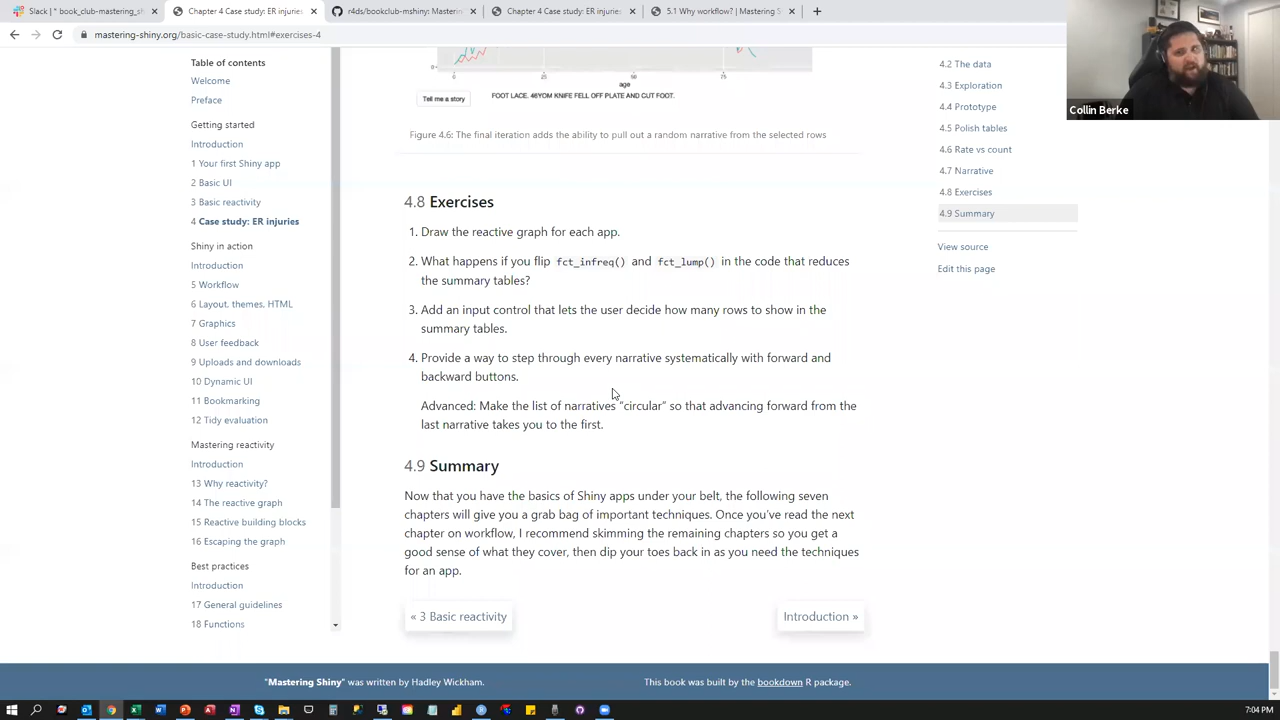 Slack | * book_club-mastering_s
Chapter 4 Case study: ER injuries
r4ds/bookclub-mshiny: Masterin
Chapter 4 Case study: ER injuries
5.1 Why workflow? | Mastering S
mastering-shiny.org/basic-case-study.html#exercises-4
Table of contents
Welcome
Preface
Getting started
Introduction
1 Your first Shiny app
2 Basic UI
3 Basic reactivity
4 Case study: ER injuries
Shiny in action
Introduction
5 Workflow
6 Layout, themes, HTML
7 Graphics
8 User feedback
9 Uploads and downloads
10 Dynamic UI
11 Bookmarking
12 Tidy evaluation
Mastering reactivity
Introduction
13 Why reactivity?
14 The reactive graph
15 Reactive building blocks
16 Escaping the graph
Best practices
Introduction
17 General guidelines
18 Functions
0
0
25
50
75
age
Tell me a story
FOOT LACE. 46YOM KNIFE FELL OFF PLATE AND CUT FOOT.
Figure 4.6: The final iteration adds the ability to pull out a random narrative from the selected rows
4.8 Exercises
1. Draw the reactive graph for each app.
2. What happens if you flip fct_infreq() and fct_lump() in the code that reduces
the summary tables?
3. Add an input control that lets the user decide how many rows to show in the
summary tables.
4. Provide a way to step through every narrative systematically with forward and
backward buttons.
Advanced: Make the list of narratives “circular” so that advancing forward from the
last narrative takes you to the first.
4.9 Summary
Now that you have the basics of Shiny apps under your belt, the following seven
chapters will give you a grab bag of important techniques. Once you’ve read the next
chapter on workflow, I recommend skimming the remaining chapters so you get a
good sense of what they cover, then dip your toes back in as you need the techniques
for an app.
« 3 Basic reactivity
Introduction »
4.2 The data
4.3 Exploration
4.4 Prototype
4.5 Polish tables
4.6 Rate vs count
4.7 Narrative
4.8 Exercises
4.9 Summary
View source
Edit this page
Collin Berke
"Mastering Shiny" was written by Hadley Wickham.
This book was built by the bookdown R package.
7:04 PM